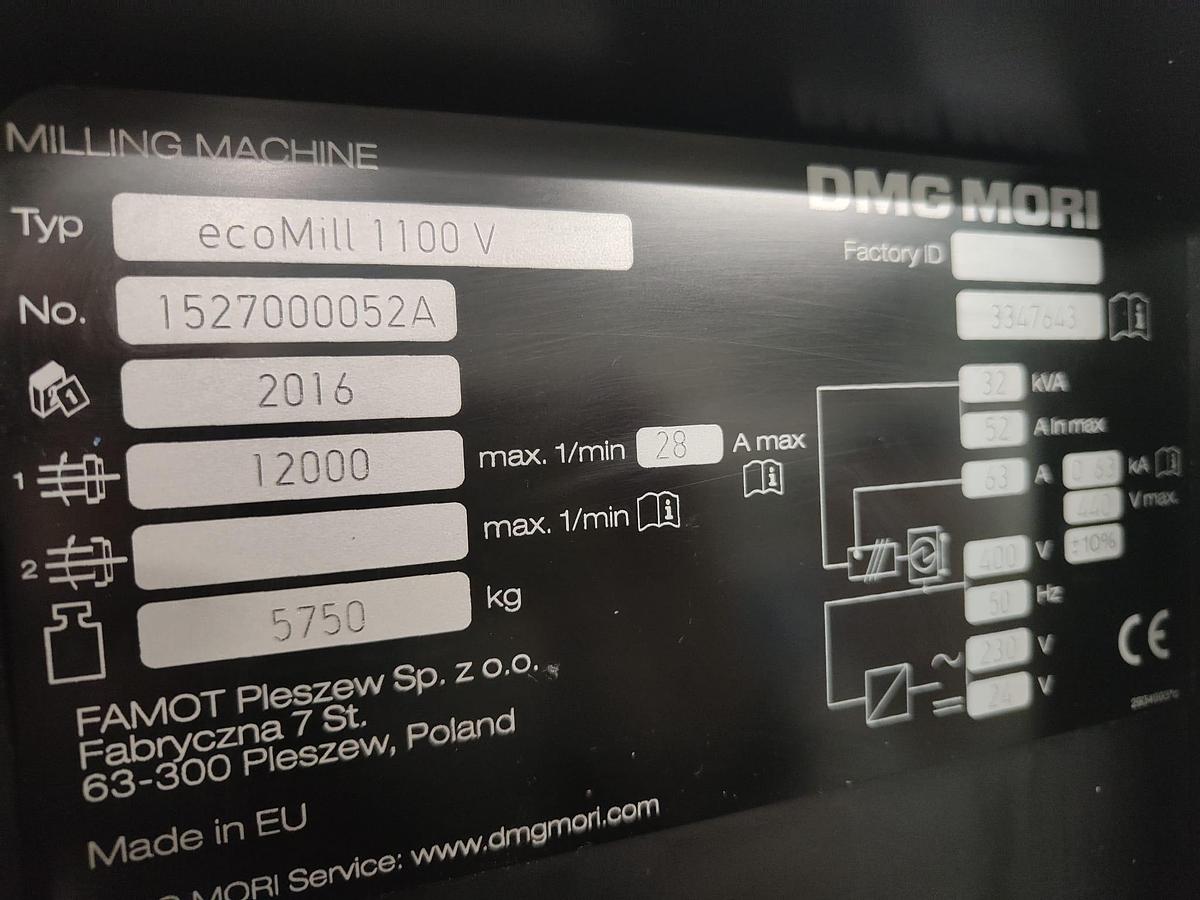 MILLING MACHINE
DMG MORI
Typ ecoMill 1100 V
Factory ID
No. 1527000052A
3347643
2016
32 kVA
52 A In max
1 12000 max. 1/min 28 A max
63 A 0.63 kA
440 V max.
2 max. 1/min
400 V ±10%
50 Hz
5750 kg
230 V
24 V
CE
FAMOT Pleszew Sp. z o.o.
Fabryczna 7 St.
63-300 Pleszew, Poland
Made in EU
MORI Service: www.dmgmori.com